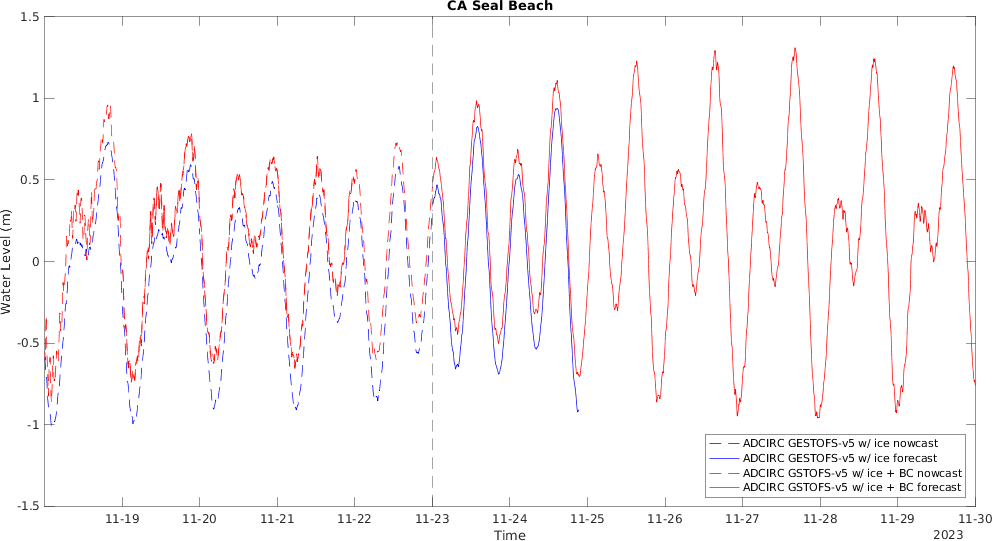 CA Seal Beach
1.5
1
0.5
0
-0.5
-1
-1.5
Water Level (m)
11-19 11-20 11-21 11-22 11-23 11-24 11-25 11-26 11-27 11-28 11-29 11-30
Time
2023
ADCIRC GESTOFS-v5 w/ ice nowcast
ADCIRC GESTOFS-v5 w/ ice forecast
ADCIRC GSTOFS-v5 w/ ice + BC nowcast
ADCIRC GSTOFS-v5 w/ ice + BC forecast